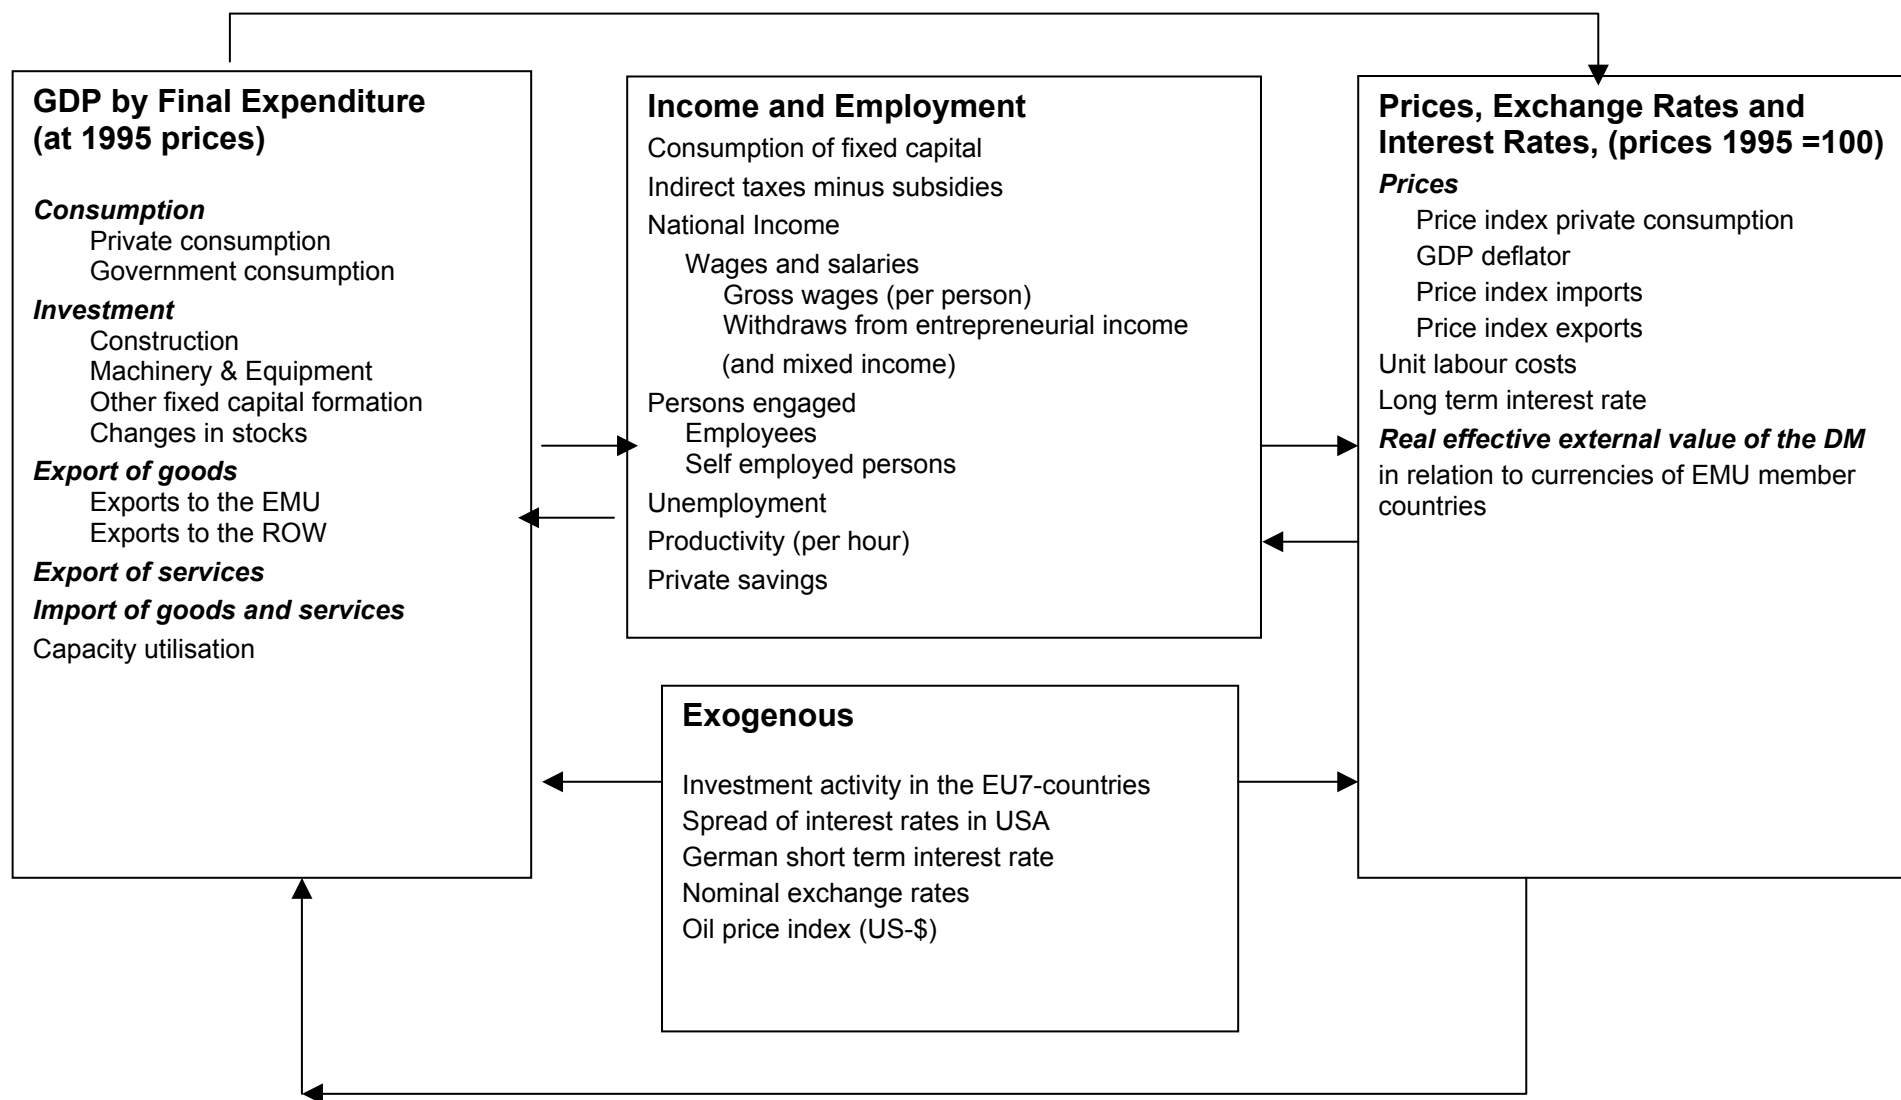 GDP by Final Expenditure
(at 1995 prices)
Consumption
Private consumption
Government consumption
Investment
Construction
Machinery & Equipment
Other fixed capital formation
Changes in stocks
Export of goods
Exports to the EMU
Exports to the ROW
Export of services
Import of goods and services
Capacity utilisation
Income and Employment
Consumption of fixed capital
Indirect taxes minus subsidies
National Income
Wages and salaries
Gross wages (per person)
Withdraws from entrepreneurial income
(and mixed income)
Persons engaged
Employees
Self employed persons
Unemployment
Productivity (per hour)
Private savings
Exogenous
Investment activity in the EU7-countries
Spread of interest rates in USA
German short term interest rate
Nominal exchange rates
Oil price index (US-$)
Prices, Exchange Rates and
Interest Rates, (prices 1995 =100)
Prices
Price index private consumption
GDP deflator
Price index imports
Price index exports
Unit labour costs
Long term interest rate
Real effective external value of the DM
in relation to currencies of EMU member
countries